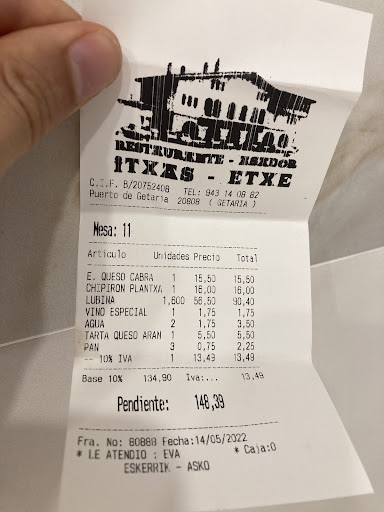 RESTAURANTE - ASADOR
ITXAS - ETXE
C.I.F. B/20752408 TEL: 943 14 08 82
Puerto de Getaria 20808 ( GETARIA )
Mesa: 11
Artículo Unidades Precio Total
E. QUESO CABRA 1 15,50 15,50
CHIPIRON PLANTXA 1 16,00 16,00
LUBINA 1,600 56,50 90,40
VINO ESPECIAL 1 1,75 1,75
AGUA 2 1,75 3,50
TARTA QUESO ARAN 1 5,50 5,50
PAN 3 0,75 2,25
-- 10% IVA 1 13,49 13,49
Base 10% 134,90 Iva:... 13,49
Pendiente: 148,39
Fra. No: 80888 Fecha:14/05/2022
* LE ATENDIO : EVA * Caja:0
ESKERRIK - ASKO